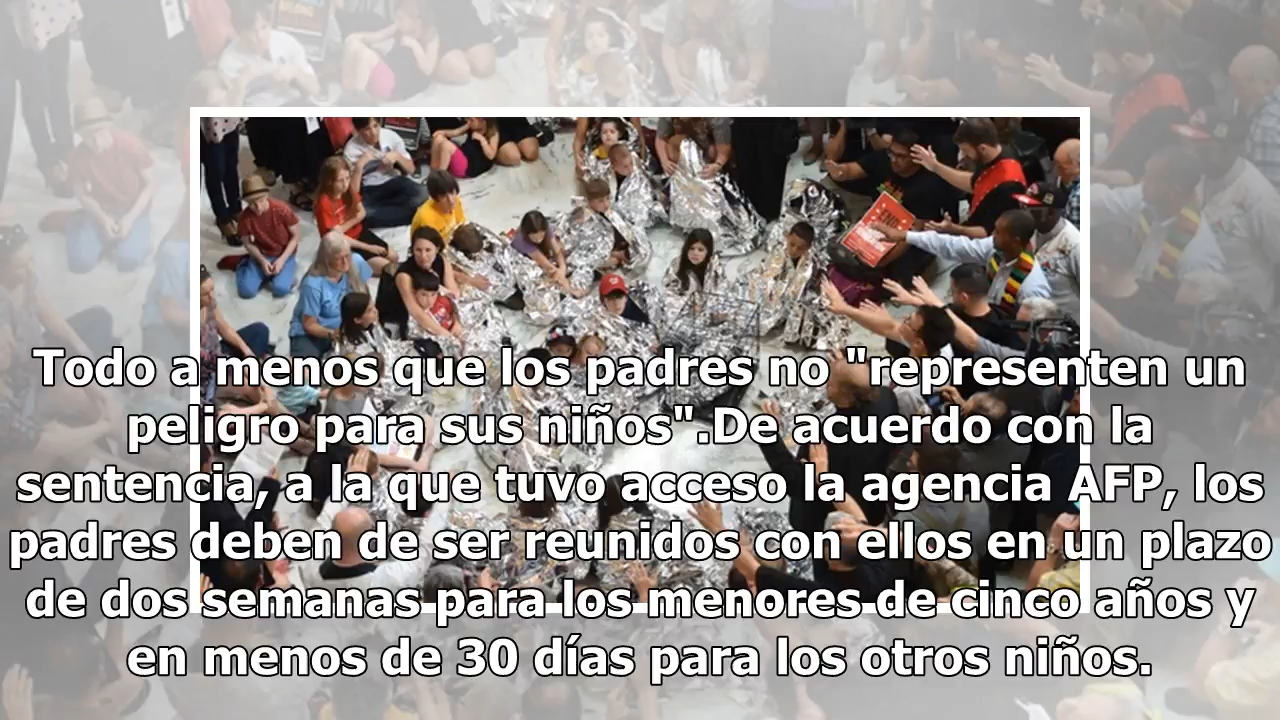 Todo a menos que los padres no "representen un
peligro para sus niños".De acuerdo con la
sentencia, a la que tuvo acceso la agencia AFP, los
padres deben de ser reunidos con ellos en un plazo
de dos semanas para los menores de cinco años y
en menos de 30 días para los otros niños.
END